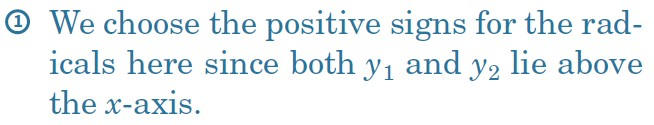 ① We choose the positive signs for the rad-
icals here since both y₁ and y₂ lie above
the x-axis.